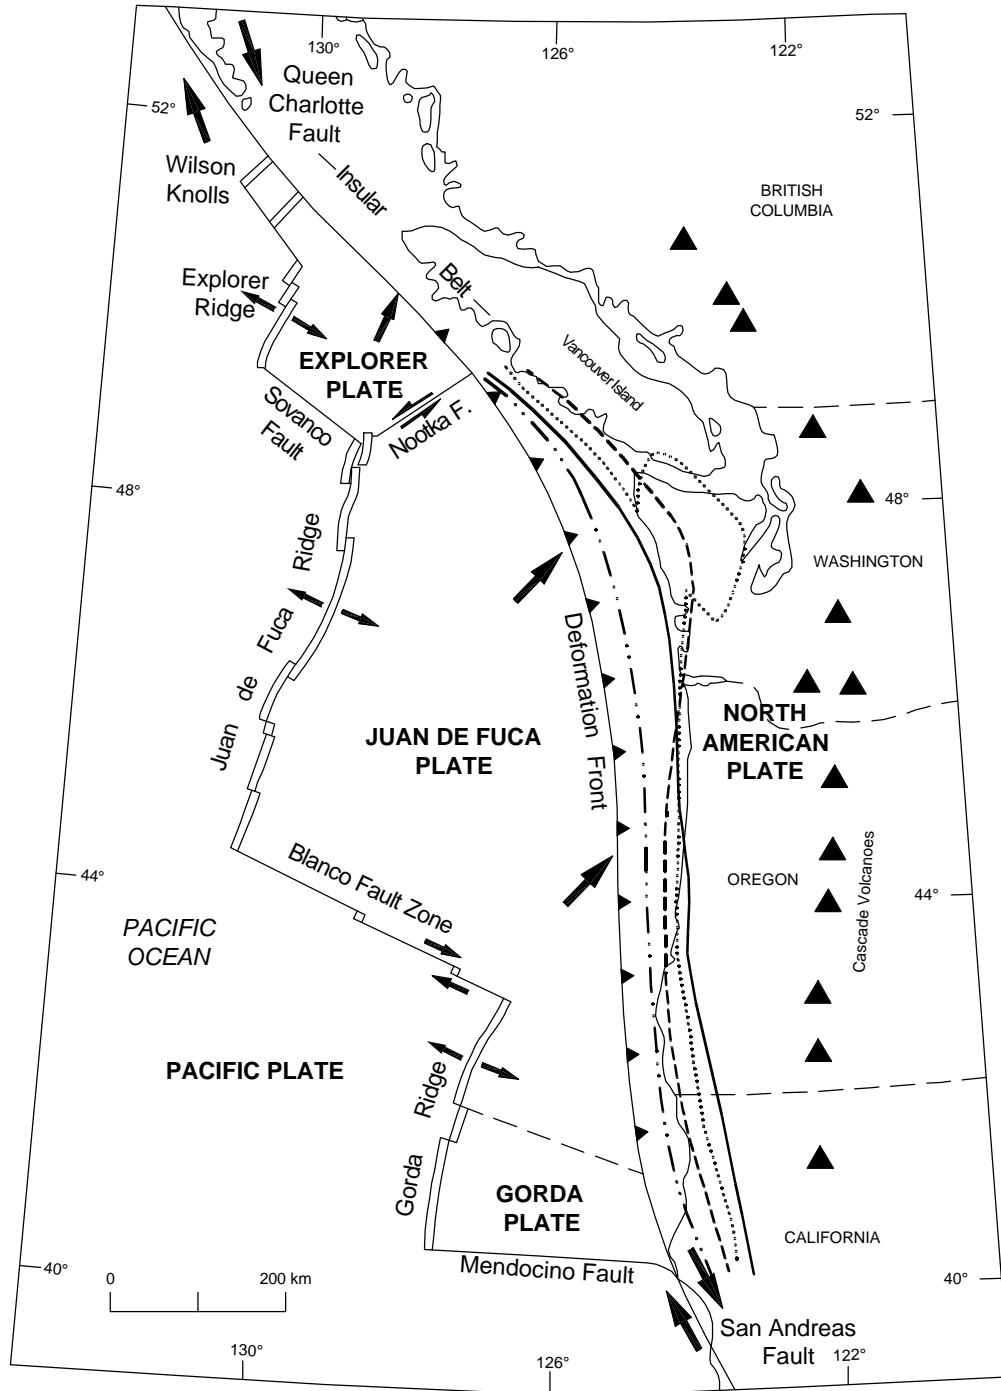 130°
126°
122°
Queen
Charlotte
Fault
52°
52°
Wilson
Knolls
Insular
BRITISH
COLUMBIA
Explorer
Ridge
Belt
EXPLORER
PLATE
Vancouver Island
Sovanco
Fault
Nootka F.
48°
48°
Juan de Fuca Ridge
WASHINGTON
Deformation Front
JUAN DE FUCA
PLATE
NORTH
AMERICAN
PLATE
Blanco Fault Zone
44°
44°
OREGON
Cascade Volcanoes
PACIFIC
OCEAN
PACIFIC PLATE
Gorda Ridge
GORDA
PLATE
CALIFORNIA
Mendocino Fault
40°
40°
0 200 km
San Andreas
Fault
130°
126°
122°